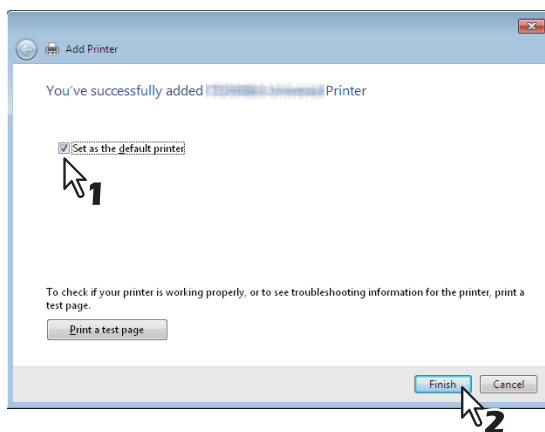 Add Printer
You've successfully added Printer
Set as the default printer
1
To check if your printer is working properly, or to see troubleshooting information for the printer, print a
test page.
Print a test page
Finish Cancel
2